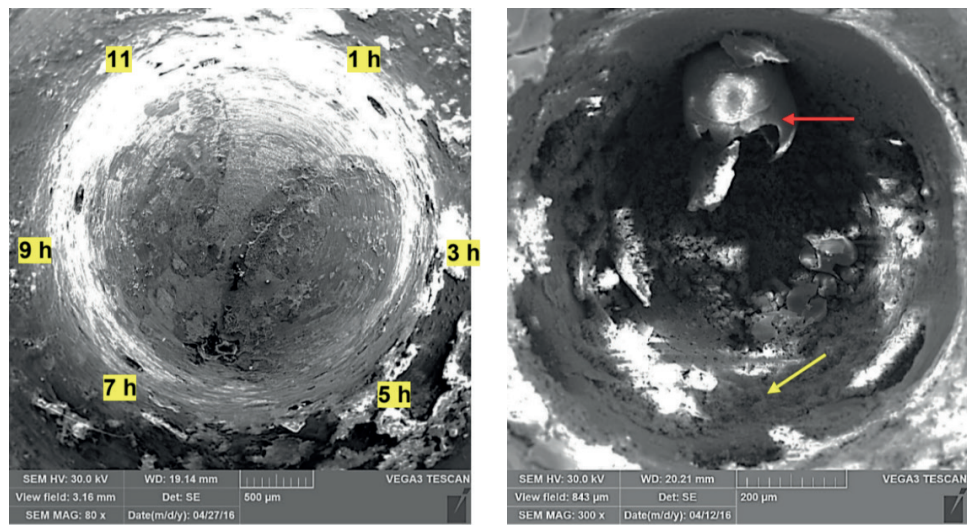 11
1 h
9 h
3 h
7 h
5 h
SEM HV: 30.0 kV WD: 19.14 mm VEGA3 TESCAN
View field: 3.16 mm Det: SE 500 µm
SEM MAG: 80 x Date(m/d/y): 04/27/16
SEM HV: 30.0 kV WD: 20.21 mm VEGA3 TESCAN
View field: 843 µm Det: SE 200 µm
SEM MAG: 300 x Date(m/d/y): 04/12/16